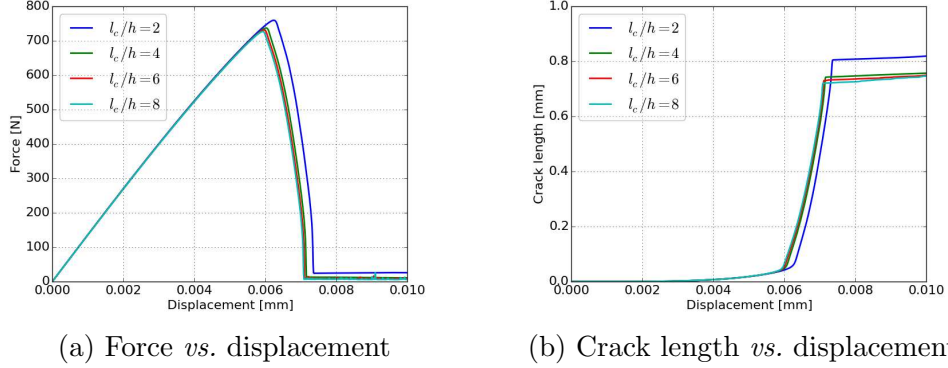 800
700
600
500
400
300
200
100
0
Force [N]
l_c/h=2
l_c/h=4
l_c/h=6
l_c/h=8
0.000 0.002 0.004 0.006 0.008 0.010
Displacement [mm]
(a) Force vs. displacement
1.0
0.8
0.6
0.4
0.2
0.0
Crack length [mm]
l_c/h=2
l_c/h=4
l_c/h=6
l_c/h=8
0.000 0.002 0.004 0.006 0.008 0.010
Displacement [mm]
(b) Crack length vs. displacemen